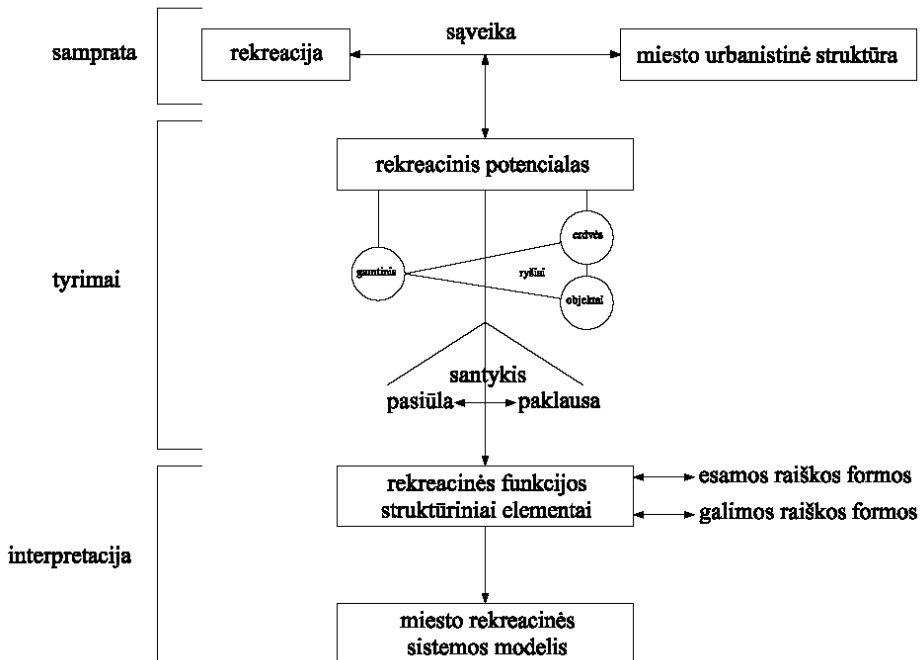 sąveika
samprata
rekreacija
miesto urbanistinė struktūra
rekreacinis potencialas
erdvės
gamtinis
ryšiai
tyrimai
objektai
santykis
pasiūla
paklausa
rekreacinės funkcijos
struktūriniai elementai
esamos raiškos formos
galimos raiškos formos
interpretacija
miesto rekreacinės
sistemos modelis